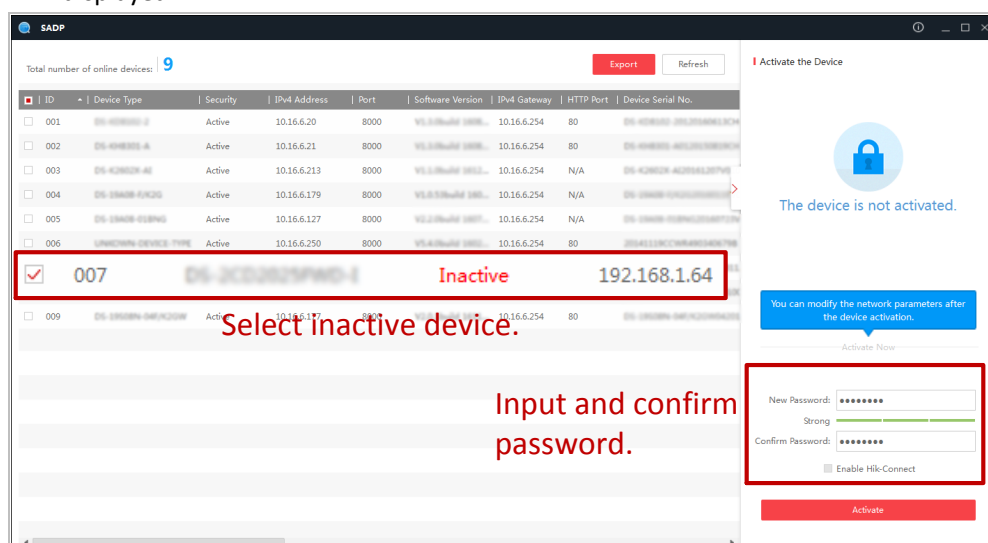 SADP
Total number of online devices: 9
Export
Refresh
Activate the Device
ID | Device Type | Security | IPv4 Address | Port | Software Version | IPv4 Gateway | HTTP Port | Device Serial No.
001 Active 10.16.6.20 8000 10.16.6.254 80
002 Active 10.16.6.21 8000 10.16.6.254 80
003 Active 10.16.6.213 8000 10.16.6.254 N/A
004 Active 10.16.6.179 8000 10.16.6.254 N/A
005 Active 10.16.6.127 8000 10.16.6.254 N/A
006 Active 10.16.6.250 8000 10.16.6.254 80
007 Inactive 192.168.1.64
009 10.16.6.254 80
Select inactive device.
Input and confirm
password.
The device is not activated.
You can modify the network parameters after
the device activation.
Activate Now
New Password:
Strong
Confirm Password:
Enable Hik-Connect
Activate